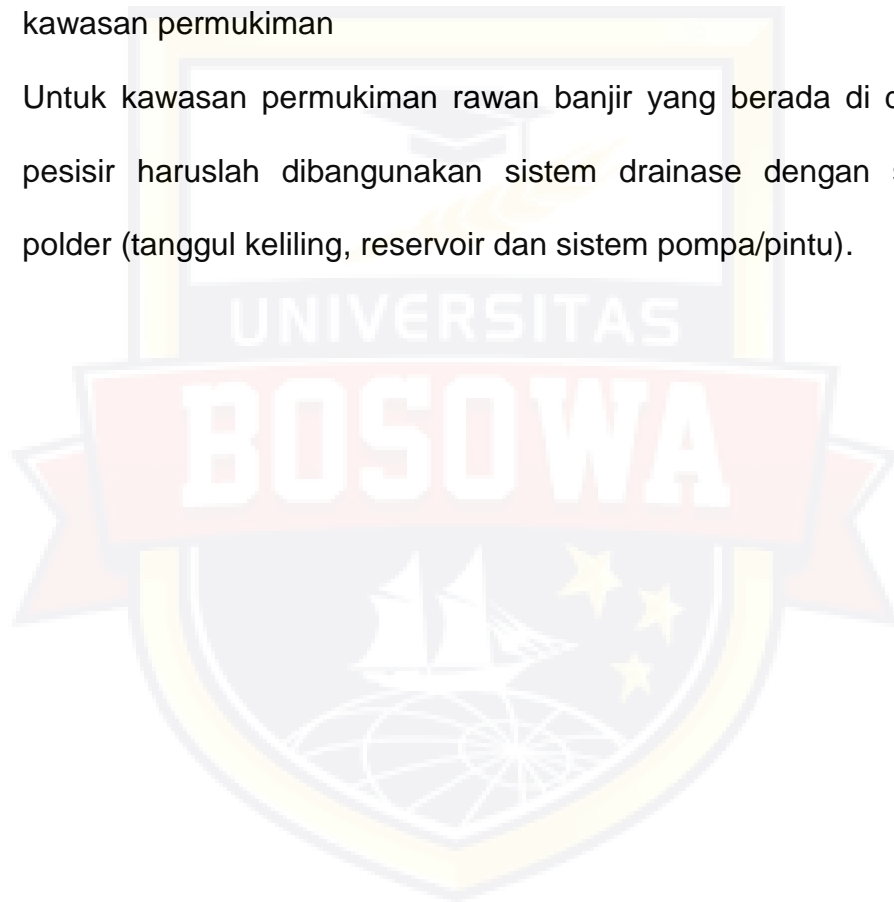 kawasan permukiman
Untuk kawasan permukiman rawan banjir yang berada di
pesisir haruslah dibangunakan sistem drainase dengan
polder (tanggul keliling, reservoir dan sistem pompa/pintu).
UNIVERSITAS
BOSOWA